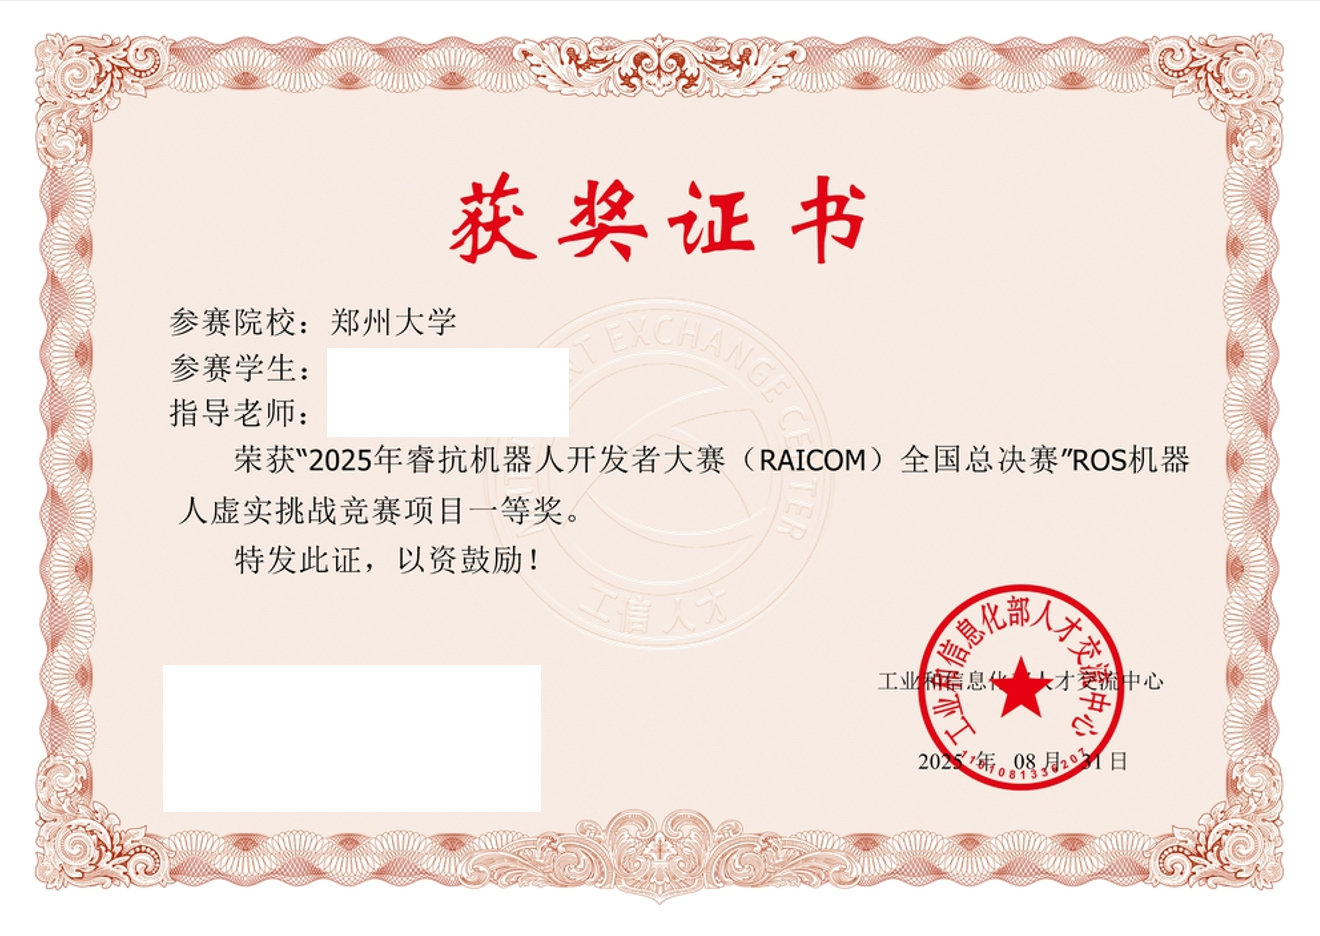 获奖证书
参赛院校：郑州大学
参赛学生：
指导老师：
荣获“2025年睿抗机器人开发者大赛（RAICOM）全国总决赛”ROS机器
人虚实挑战竞赛项目一等奖。
特发此证，以资鼓励！
EXCHANGE CENTER
工信人才
工业和信息化部人才交流中心
工业和信息化部人才交流中心
2025 年 08 月 31 日